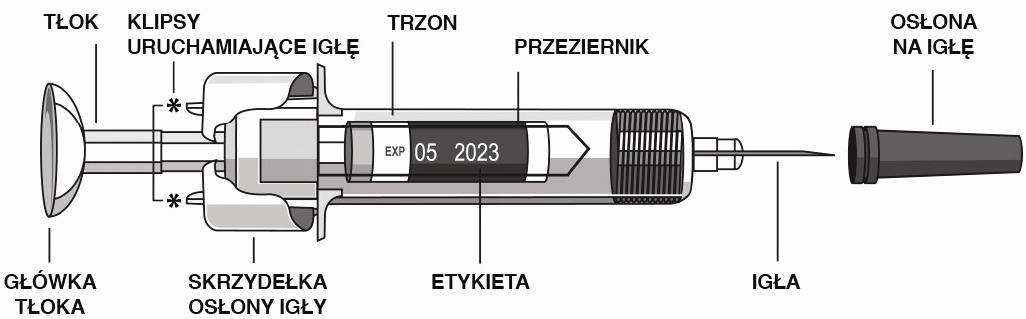 TŁOK
KLIPSY
URUCHAMIAJĄCE IGŁĘ
TRZON
PRZEZIERNIK
OSŁONA
NA IGŁĘ
*
EXP 05 2023
*
GŁÓWKA
TŁOKA
SKRZYDEŁKA
OSŁONY IGŁY
ETYKIETA
IGŁA